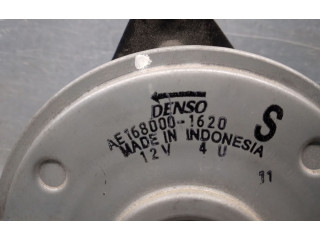 DENSO
AE168000-1620
MADE IN INDONESIA
12V 4U
S
11